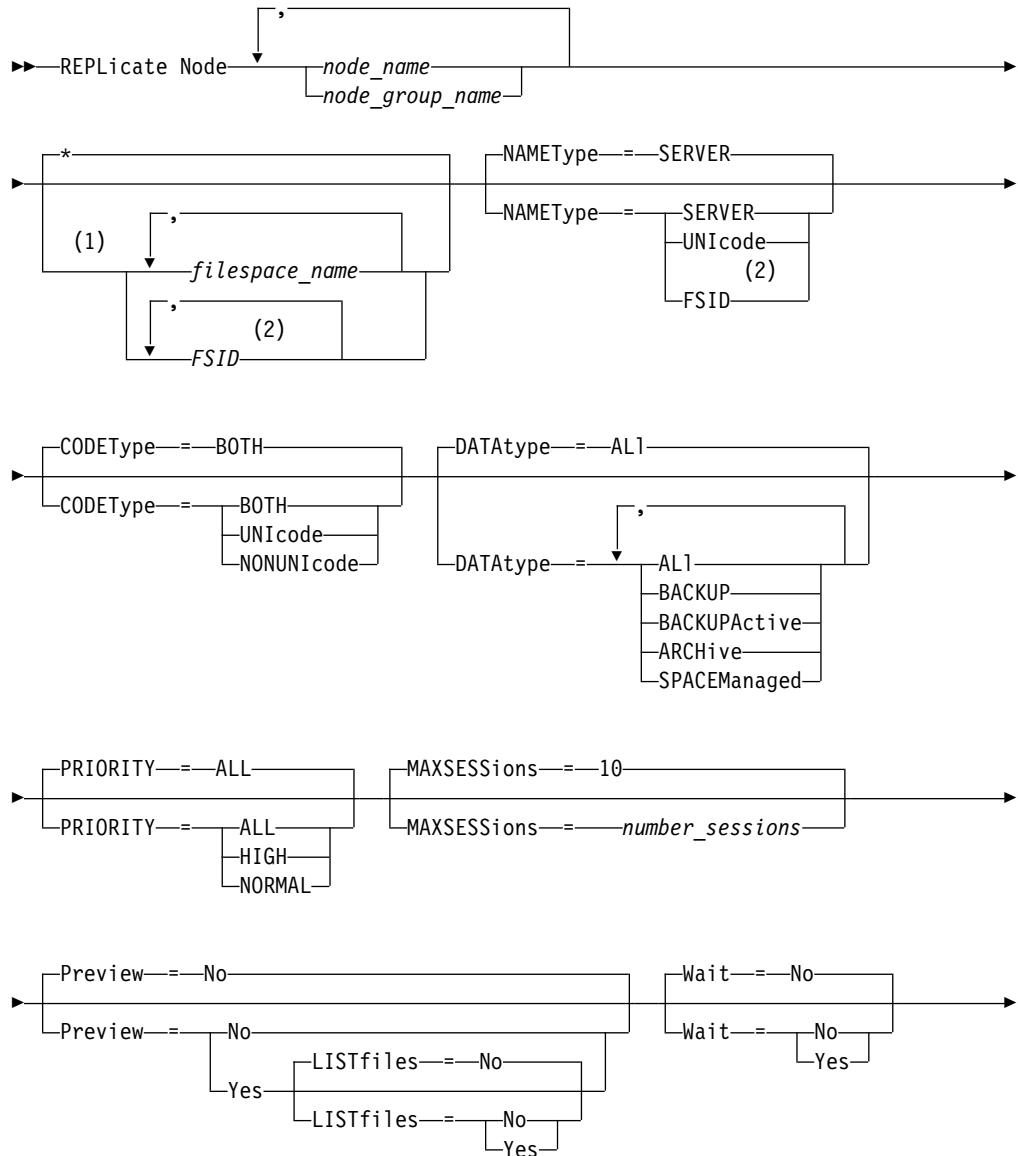 ,
REPLicate Node node_name
node_group_name
* NAMEType = SERVER
, NAMEType = SERVER
(1) UNIcode
filespace_name (2)
, FSID
(2)
FSID
CODEType = BOTH DATAtype = ALl
CODEType = BOTH ,
UNIcode DATAtype = ALl
NONUNIcode BACKUP
BACKUPActive
ARCHive
SPACEManaged
PRIORITY = ALL MAXSESSions = 10
PRIORITY = ALL MAXSESSions = number_sessions
HIGH
NORMAL
Preview = No Wait = No
Preview = No Wait = No
LISTfiles = No Yes
Yes
LISTfiles = No
Yes